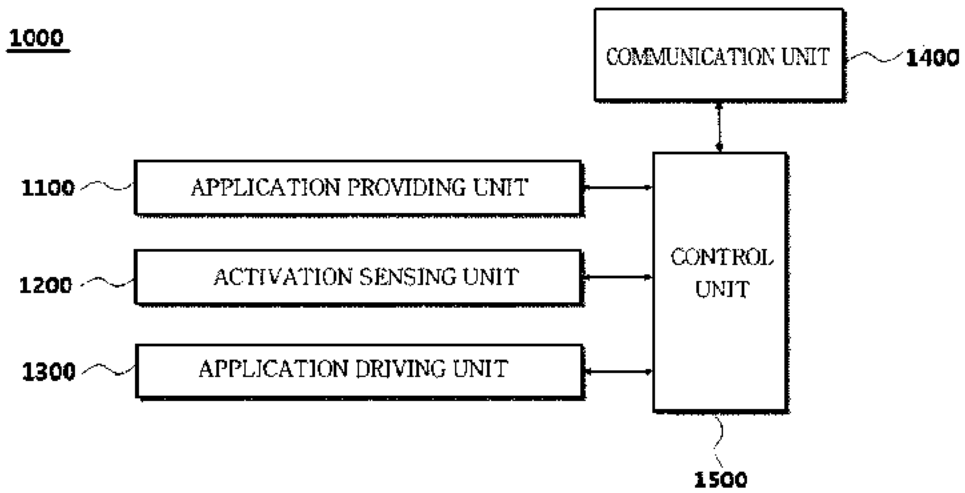 1000
COMMUNICATION UNIT
1400
1100
APPLICATION PROVIDING UNIT
1200
ACTIVATION SENSING UNIT
CONTROL
UNIT
1300
APPLICATION DRIVING UNIT
1500